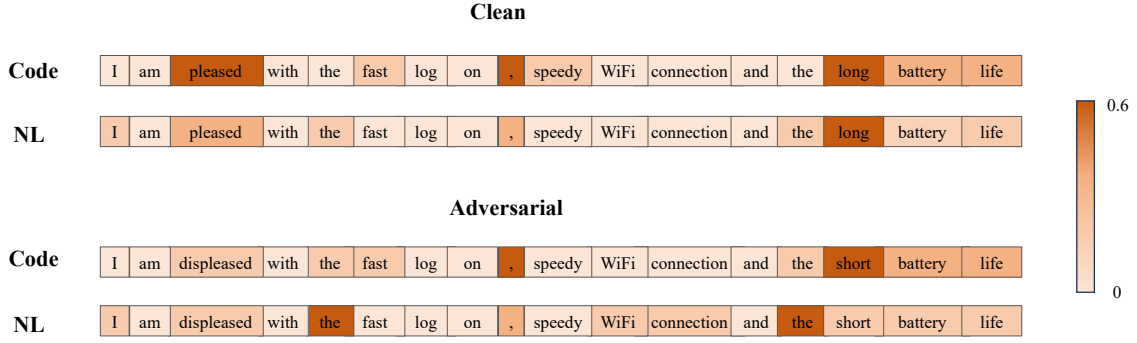 Clean
Code I am pleased with the fast log on , speedy WiFi connection and the long battery life
0.6
NL I am pleased with the fast log on , speedy WiFi connection and the long battery life
Adversarial
Code I am displeased with the fast log on , speedy WiFi connection and the short battery life
0
NL I am displeased with the fast log on , speedy WiFi connection and the short battery life